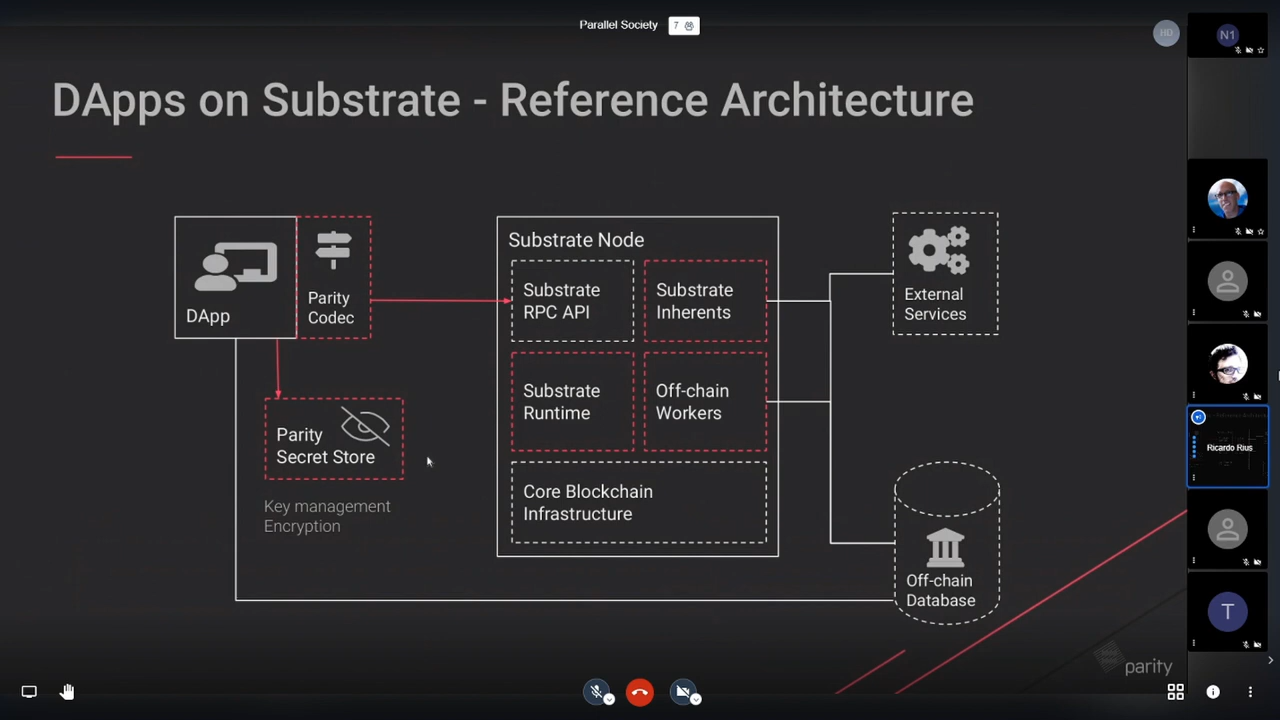 Parallel Society 7
HD
N1
DApps on Substrate - Reference Architecture
DApp
Parity
Codec
Substrate Node
Substrate
RPC API
Substrate
Inherents
External
Services
Substrate
Runtime
Off-chain
Workers
Parity
Secret Store
Key management
Encryption
Core Blockchain
Infrastructure
Off-chain
Database
Ricardo Rius
T
parity